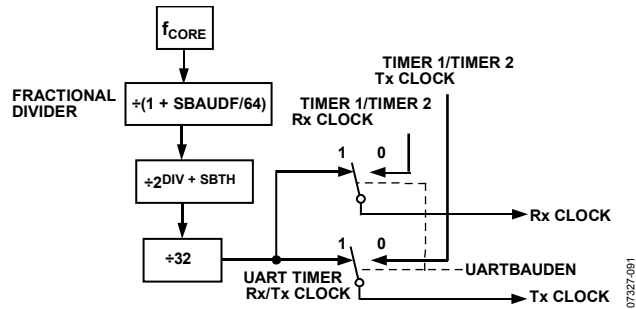 fCORE
FRACTIONAL
DIVIDER
÷(1 + SBAUDF/64)
÷2DIV + SBTH
÷32
TIMER 1/TIMER 2
Tx CLOCK
TIMER 1/TIMER 2
Rx CLOCK
1 0
Rx CLOCK
1 0
UART TIMER
Rx/Tx CLOCK
UARTBAUDEN
Tx CLOCK
07327-091